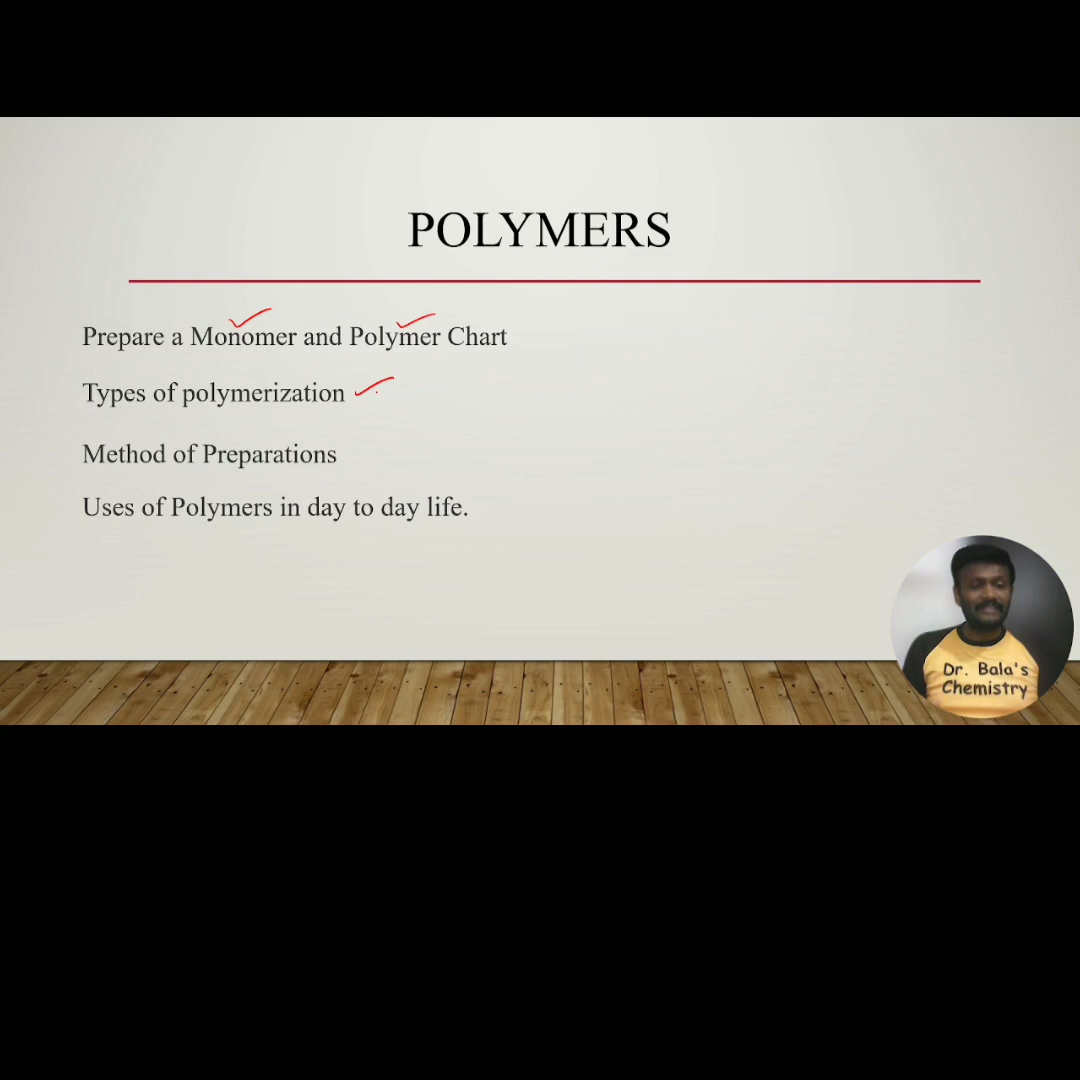 POLYMERS
Prepare a Monomer and Polymer Chart
Types of polymerization
Method of Preparations
Uses of Polymers in day to day life.
Dr. Bala's
Chemistry